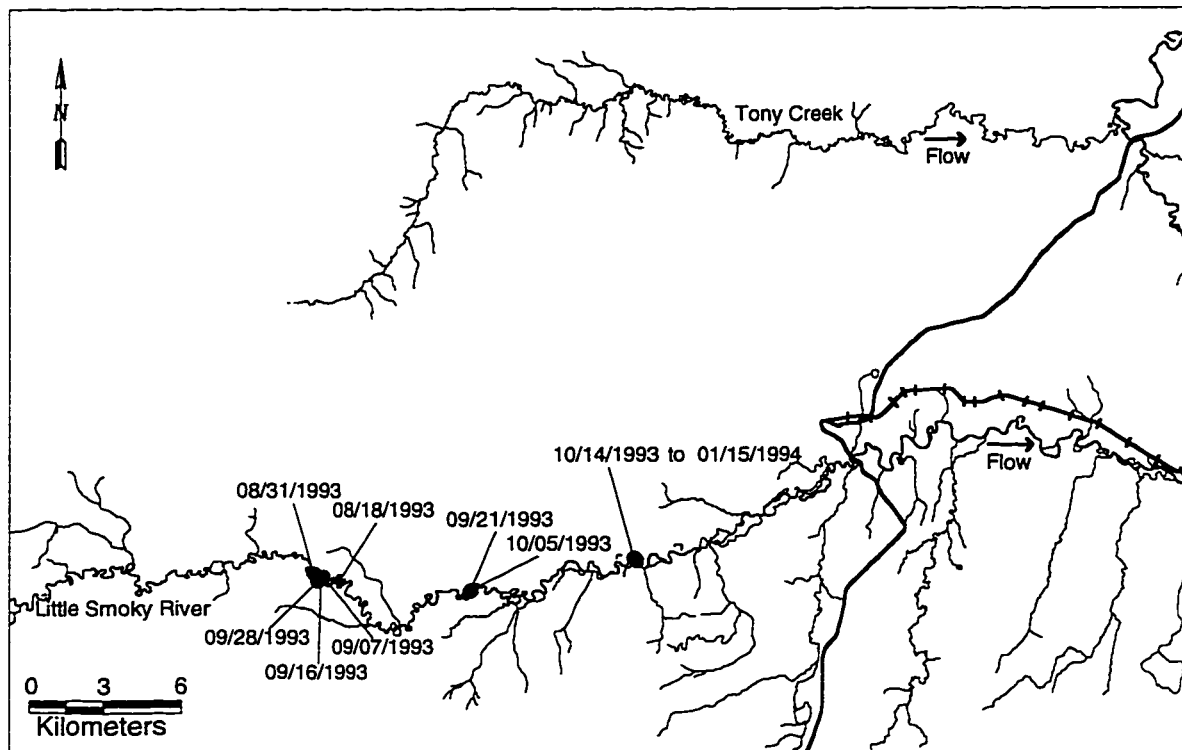 N
Tony Creek
Flow
10/14/1993 to 01/15/1994
Flow
08/31/1993
08/18/1993
09/21/1993
10/05/1993
Little Smoky River
09/28/1993
09/07/1993
09/16/1993
0 3 6
Kilometers